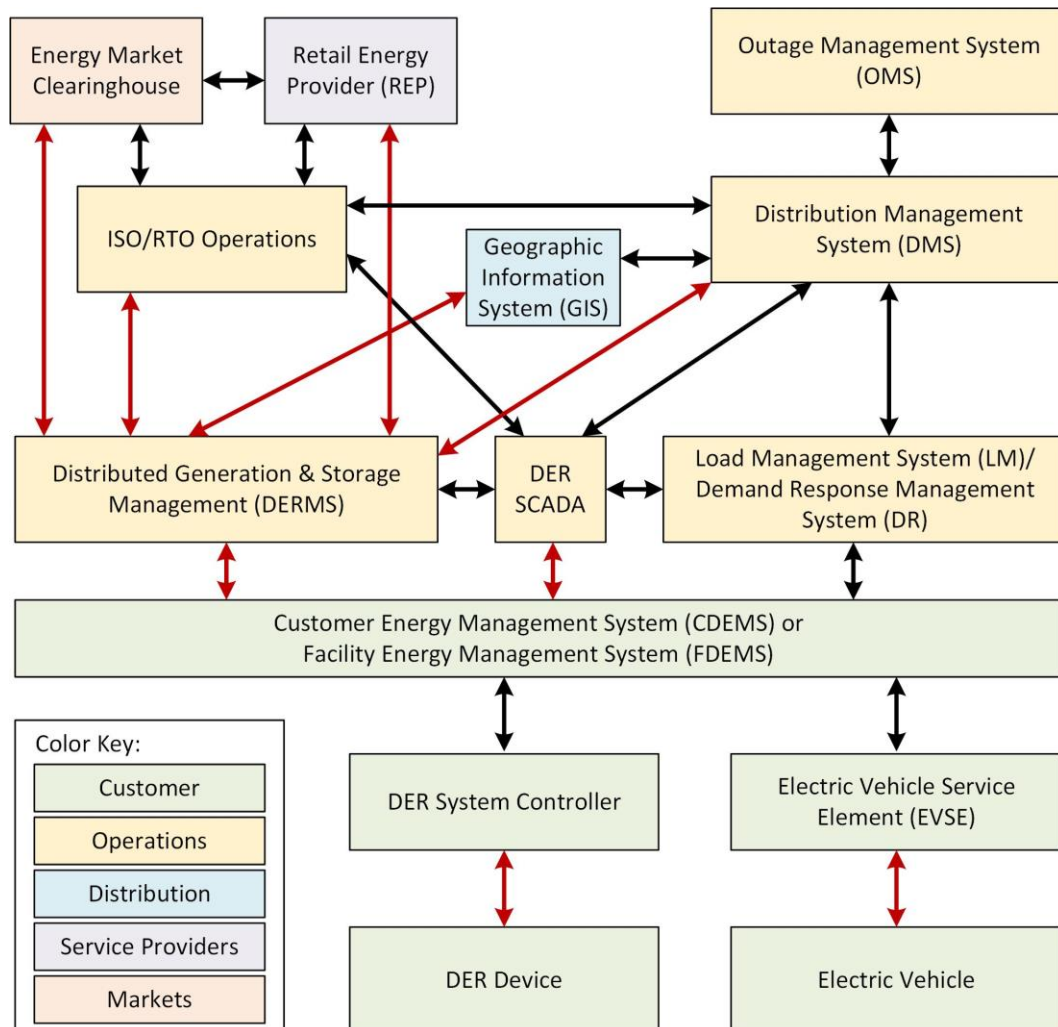 Energy Market
Clearinghouse
Retail Energy
Provider (REP)
Outage Management System
(OMS)
ISO/RTO Operations
Distribution Management
System (DMS)
Geographic
Information
System (GIS)
Distributed Generation & Storage
Management (DERMS)
DER
SCADA
Load Management System (LM)/
Demand Response Management
System (DR)
Customer Energy Management System (CDEMS) or
Facility Energy Management System (FDEMS)
Color Key:
Customer
Operations
Distribution
Service Providers
Markets
DER System Controller
Electric Vehicle Service
Element (EVSE)
DER Device
Electric Vehicle